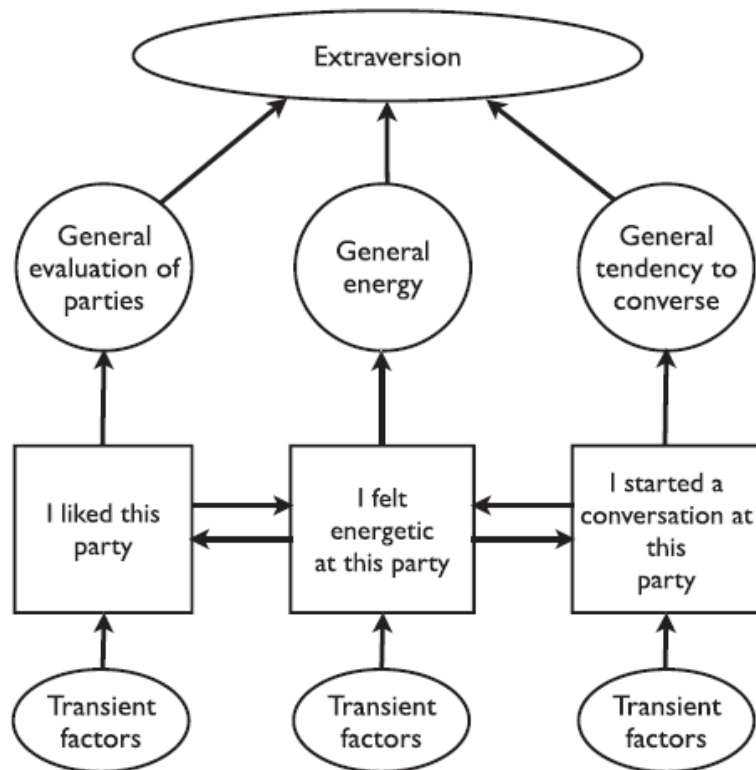 Extraversion
General
evaluation of
parties
General
energy
General
tendency to
converse
I liked this
party
I felt
energetic
at this party
I started a
conversation at
this
party
Transient
factors
Transient
factors
Transient
factors